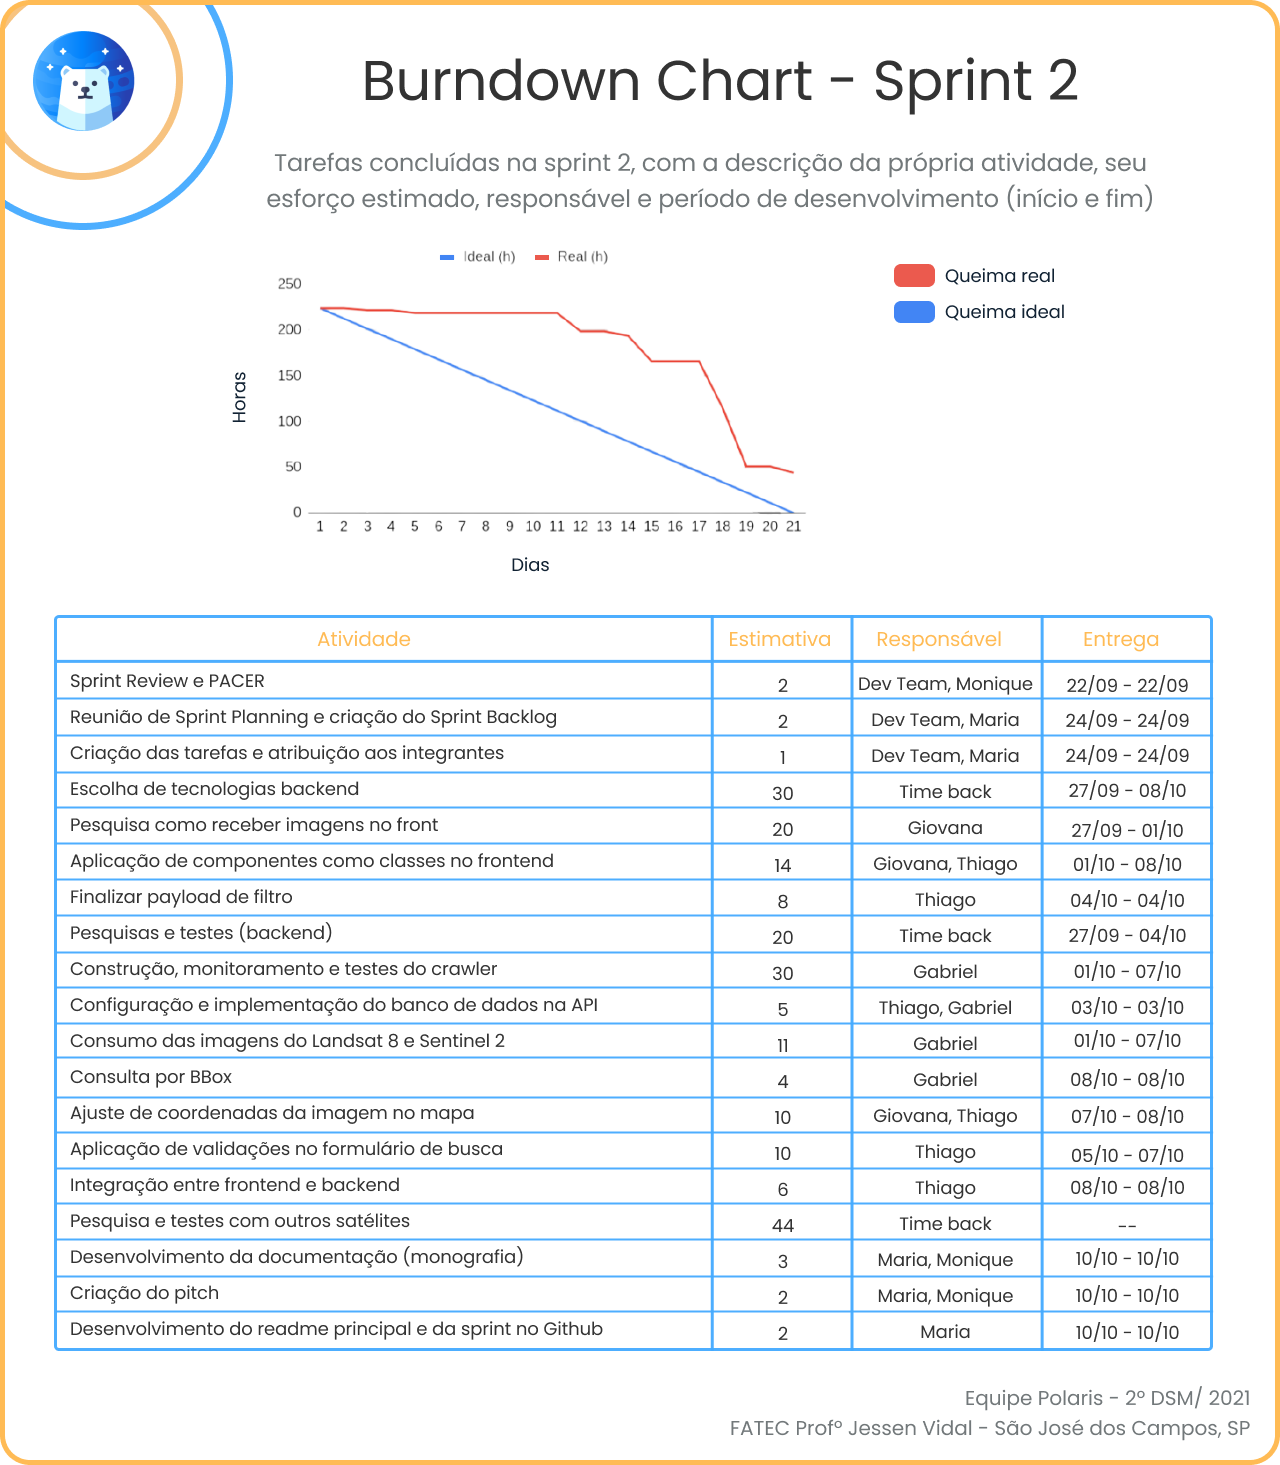 Burndown Chart - Sprint 2
Tarefas concluídas na sprint 2, com a descrição da própria atividade, seu
esforço estimado, responsável e período de desenvolvimento (início e fim)
Ideal (h) Real (h)
Queima real
Queima ideal
250
200
150
100
50
0
Horas
1 2 3 4 5 6 7 8 9 10 11 12 13 14 15 16 17 18 19 20 21
Dias
Atividade Estimativa Responsável Entrega
Sprint Review e PACER 2 Dev Team, Monique 22/09 - 22/09
Reunião de Sprint Planning e criação do Sprint Backlog 2 Dev Team, Maria 24/09 - 24/09
Criação das tarefas e atribuição aos integrantes 1 Dev Team, Maria 24/09 - 24/09
Escolha de tecnologias backend 30 Time back 27/09 - 08/10
Pesquisa como receber imagens no front 20 Giovana 27/09 - 01/10
Aplicação de componentes como classes no frontend 14 Giovana, Thiago 01/10 - 08/10
Finalizar payload de filtro 8 Thiago 04/10 - 04/10
Pesquisas e testes (backend) 20 Time back 27/09 - 04/10
Construção, monitoramento e testes do crawler 30 Gabriel 01/10 - 07/10
Configuração e implementação do banco de dados na API 5 Thiago, Gabriel 03/10 - 03/10
Consumo das imagens do Landsat 8 e Sentinel 2 11 Gabriel 01/10 - 07/10
Consulta por BBox 4 Gabriel 08/10 - 08/10
Ajuste de coordenadas da imagem no mapa 10 Giovana, Thiago 07/10 - 08/10
Aplicação de validações no formulário de busca 10 Thiago 05/10 - 07/10
Integração entre frontend e backend 6 Thiago 08/10 - 08/10
Pesquisa e testes com outros satélites 44 Time back --
Desenvolvimento da documentação (monografia) 3 Maria, Monique 10/10 - 10/10
Criação do pitch 2 Maria, Monique 10/10 - 10/10
Desenvolvimento do readme principal e da sprint no Github 2 Maria 10/10 - 10/10
Equipe Polaris - 2º DSM/ 2021
FATEC Profº Jessen Vidal - São José dos Campos, SP